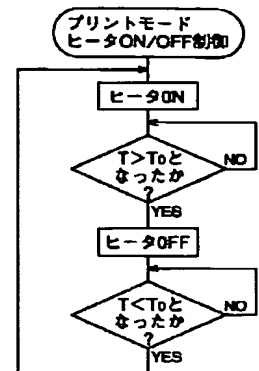 プリントモード
ヒータON/OFF制御
ヒータON
T>Toと
なったか
?
NO
YES
ヒータOFF
T<Toと
なったか
?
NO
YES